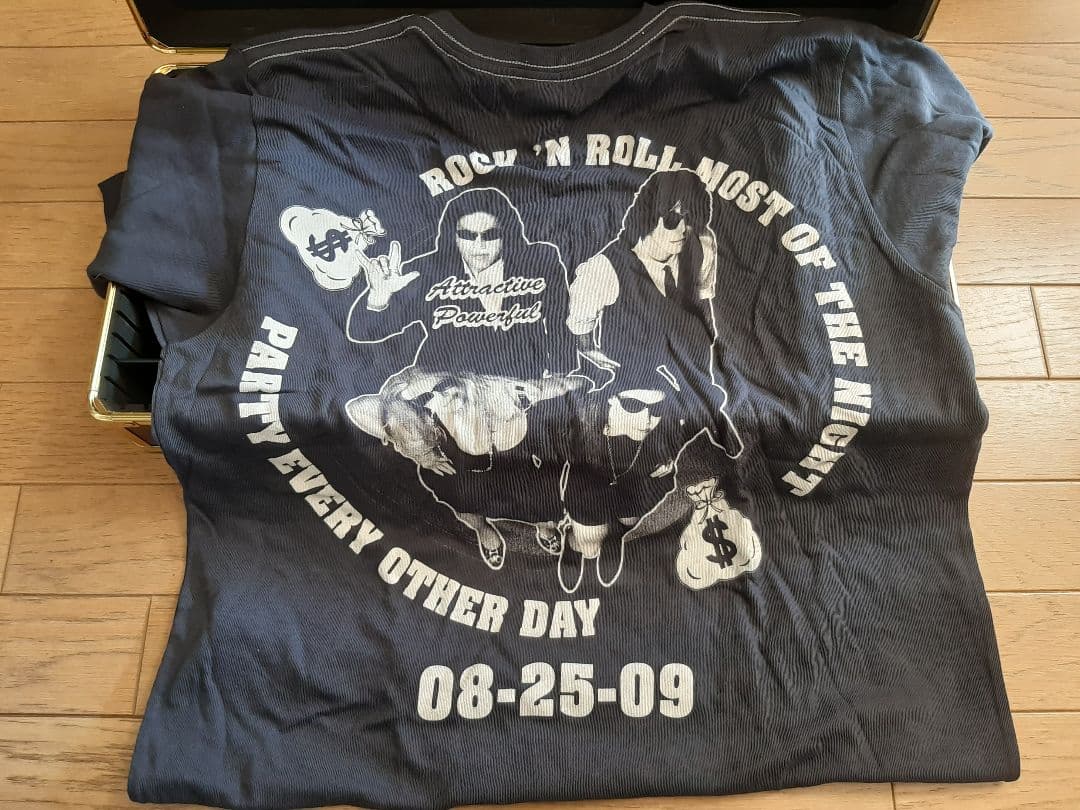 ROCK 'N ROLL MOST OF THE NIGHT
$
Attractive
Powerful
$
PARTY EVERY OTHER DAY
08-25-09